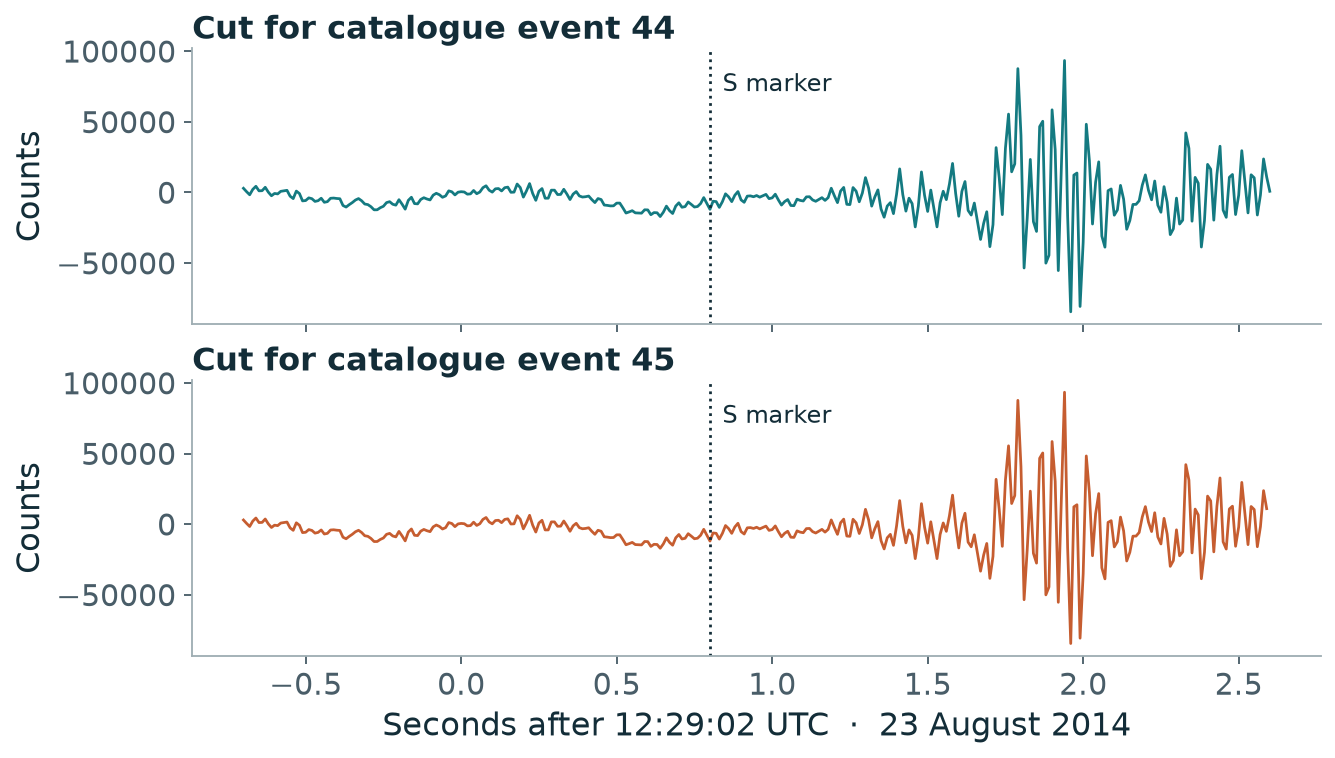 Cut for catalogue event 44
100000
50000
0
−50000
Counts
S marker
Cut for catalogue event 45
100000
50000
0
−50000
Counts
S marker
−0.5 0.0 0.5 1.0 1.5 2.0 2.5
Seconds after 12:29:02 UTC · 23 August 2014